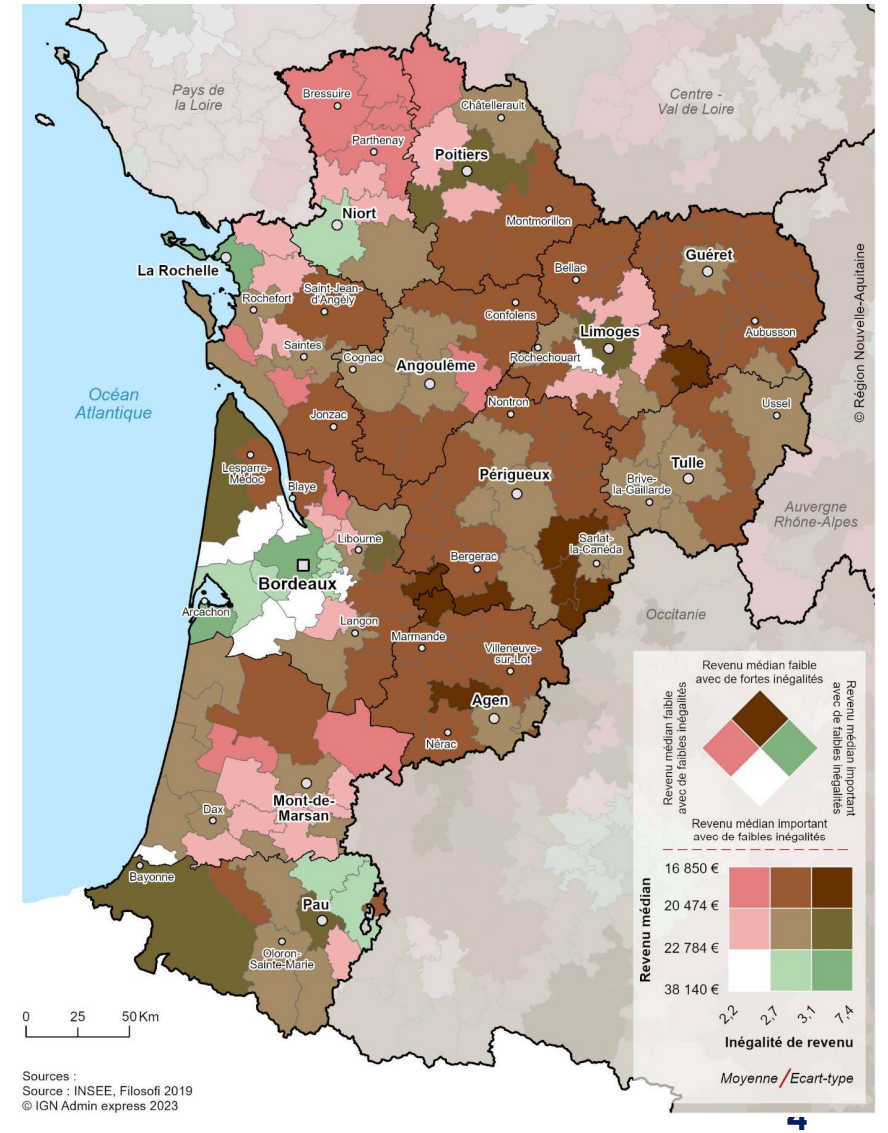 Pays de
la Loire
Centre -
Val de Loire
Bressuire
Châtellerault
Parthenay
Poitiers
Niort
Montmorillon
La Rochelle
Bellac
Guéret
Rochefort
Saint-Jean-
d'Angély
Confolens
Limoges
Aubusson
Saintes
Cognac
Angoulême
Rochechouart
Océan
Atlantique
Nontron
Ussel
Jonzac
Lesparre-
Médoc
Blaye
Périgueux
Tulle
Brive-
la-Gaillarde
Auvergne
Rhône-Alpes
Libourne
Sarlat-
la-Canéda
Bergerac
Bordeaux
Arcachon
Langon
Occitanie
Marmande
Villeneuve-
sur-Lot
Agen
Nérac
Mont-de-
Marsan
Dax
Bayonne
Pau
Oloron-
Sainte-Marie
© Région Nouvelle-Aquitaine
Revenu médian faible
avec de fortes inégalités
Revenu médian faible
avec de faibles inégalités
Revenu médian important
avec de faibles inégalités
Revenu médian important
avec de faibles inégalités
16 850 €
20 474 €
22 784 €
38 140 €
Revenu médian
2,2
2,7
3,1
7,4
Inégalité de revenu
Moyenne / Ecart-type
0 25 50 Km
Sources :
Source : INSEE, Filosofi 2019
© IGN Admin express 2023
4